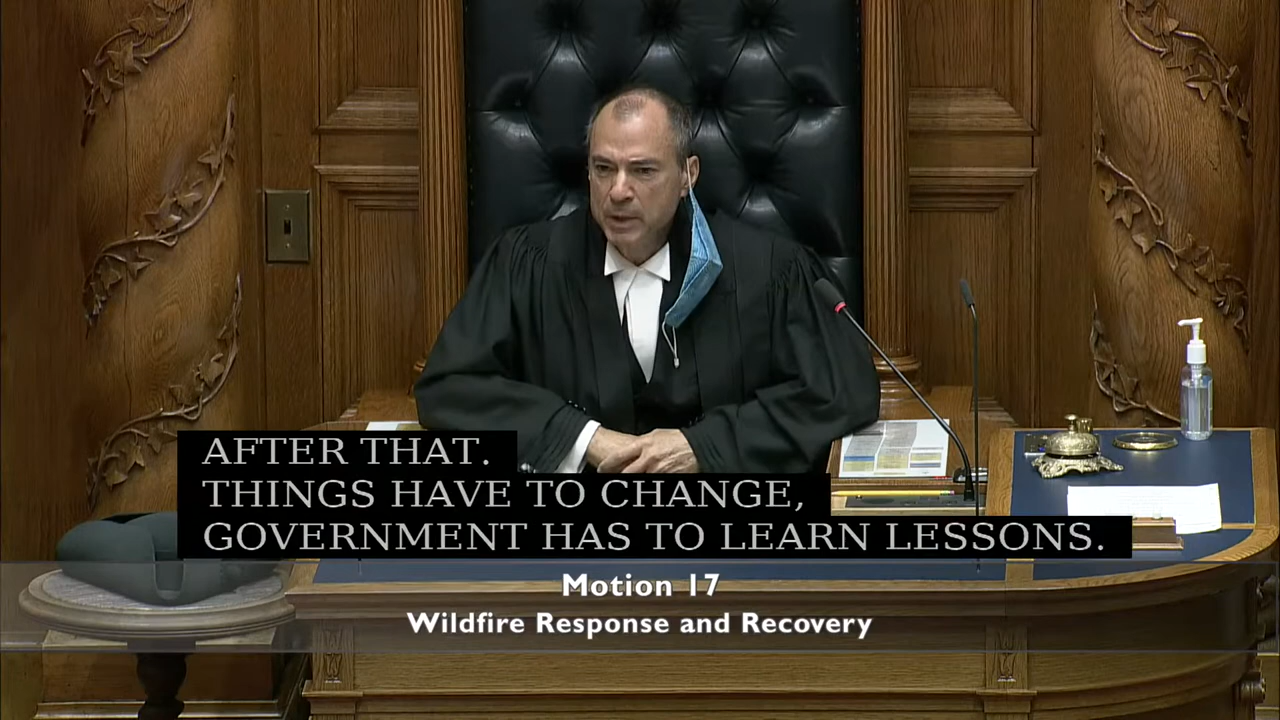 AFTER THAT.
THINGS HAVE TO CHANGE,
GOVERNMENT HAS TO LEARN LESSONS.
Motion 17
Wildfire Response and Recovery